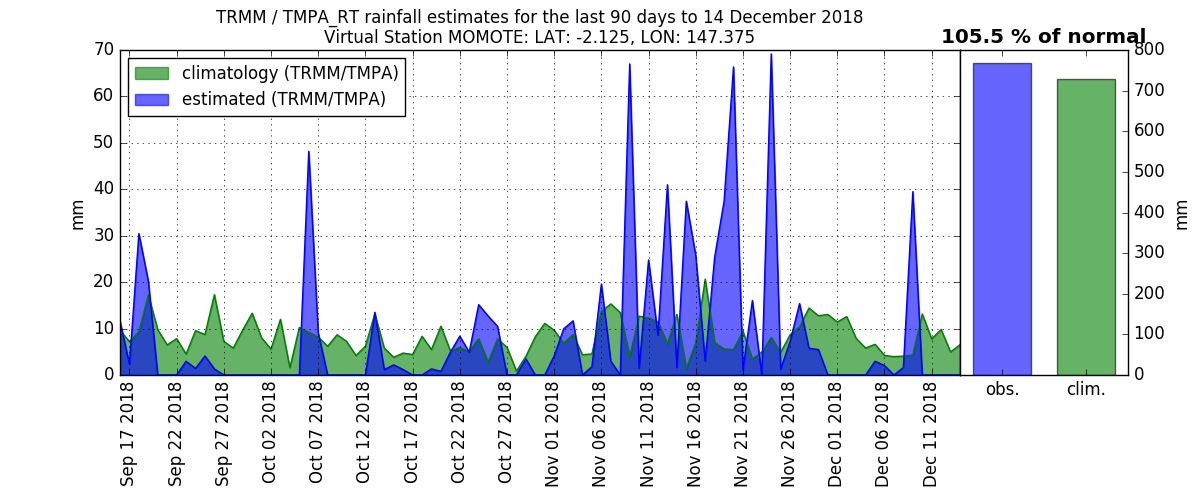 TRMM / TMPA_RT rainfall estimates for the last 90 days to 14 December 2018
Virtual Station MOMOTE: LAT: -2.125, LON: 147.375
105.5 % of normal
climatology (TRMM/TMPA)
estimated (TRMM/TMPA)
mm
70
60
50
40
30
20
10
0
Sep 17 2018
Sep 22 2018
Sep 27 2018
Oct 02 2018
Oct 07 2018
Oct 12 2018
Oct 17 2018
Oct 22 2018
Oct 27 2018
Nov 01 2018
Nov 06 2018
Nov 11 2018
Nov 16 2018
Nov 21 2018
Nov 26 2018
Dec 01 2018
Dec 06 2018
Dec 11 2018
obs.
clim.
800
700
600
500
400
300
200
100
0
mm